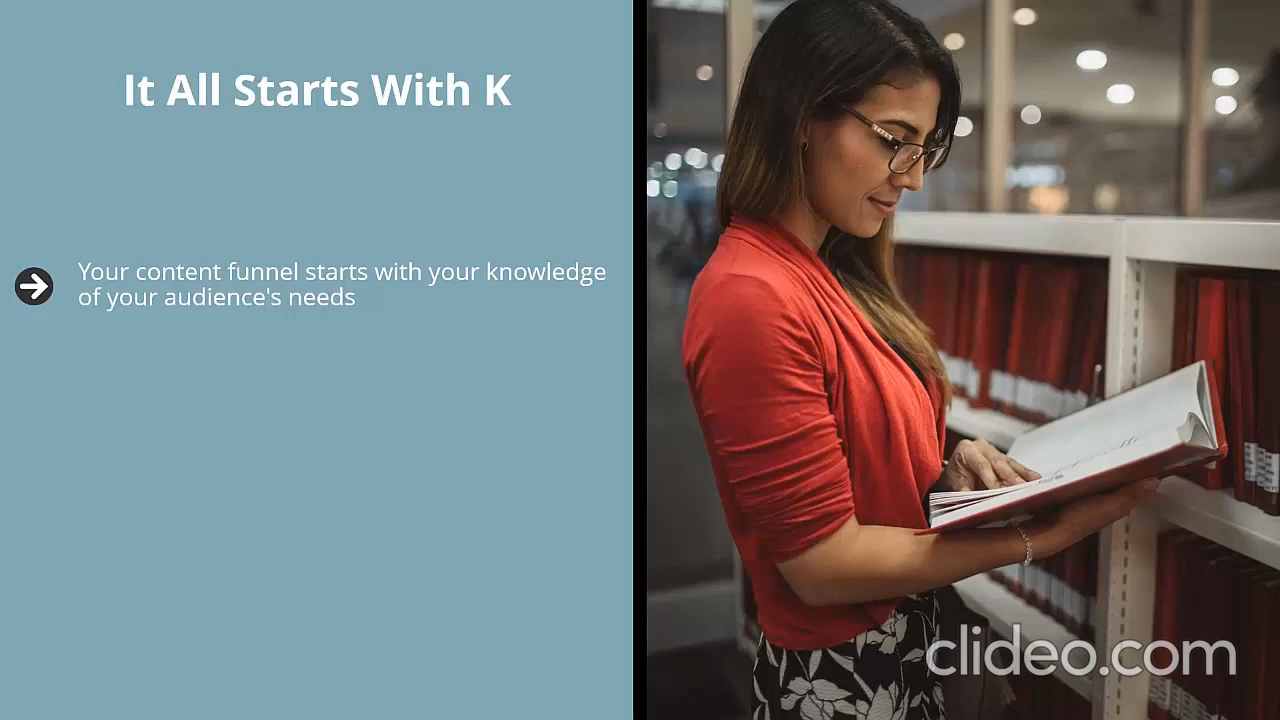 It All Starts With K
Your content funnel starts with your knowledge
of your audience's needs
clideo.com